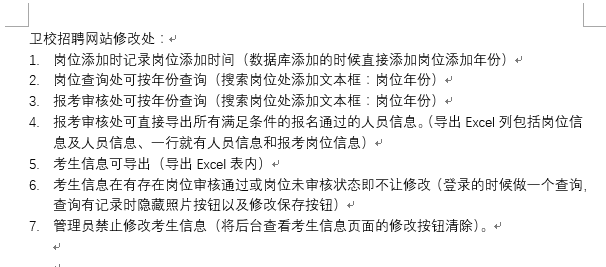 卫校招聘网站修改处：
1. 岗位添加时记录岗位添加时间（数据库添加的时候直接添加岗位添加年份）
2. 岗位查询处可按年份查询（搜索岗位处添加文本框：岗位年份）
3. 报考审核处可按年份查询（搜索岗位处添加文本框：岗位年份）
4. 报考审核处可直接导出所有满足条件的报名通过的人员信息。（导出 Excel 列包括岗位信
息及人员信息、一行就有人员信息和报考岗位信息）
5. 考生信息可导出（导出 Excel 表内）
6. 考生信息在有存在岗位审核通过或岗位未审核状态即不让修改（登录的时候做一个查询，
查询有记录时隐藏照片按钮以及修改保存按钮）
7. 管理员禁止修改考生信息（将后台查看考生信息页面的修改按钮清除）。